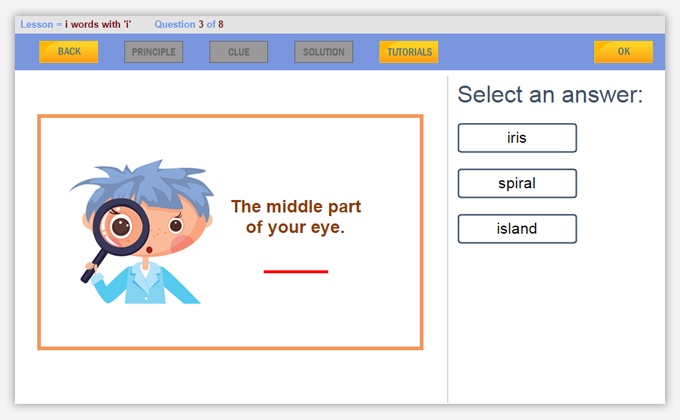 Lesson = i words with 'i' Question 3 of 8
BACK PRINCIPLE CLUE SOLUTION TUTORIALS OK
Select an answer:
The middle part
of your eye.
iris
spiral
island